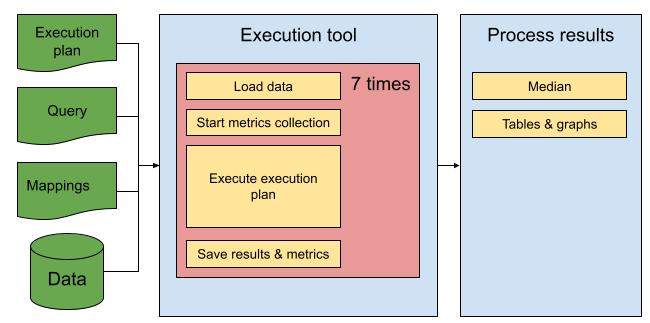 Execution
plan
Query
Mappings
Data
Execution tool
7 times
Load data
Start metrics collection
Execute execution
plan
Save results & metrics
Process results
Median
Tables & graphs